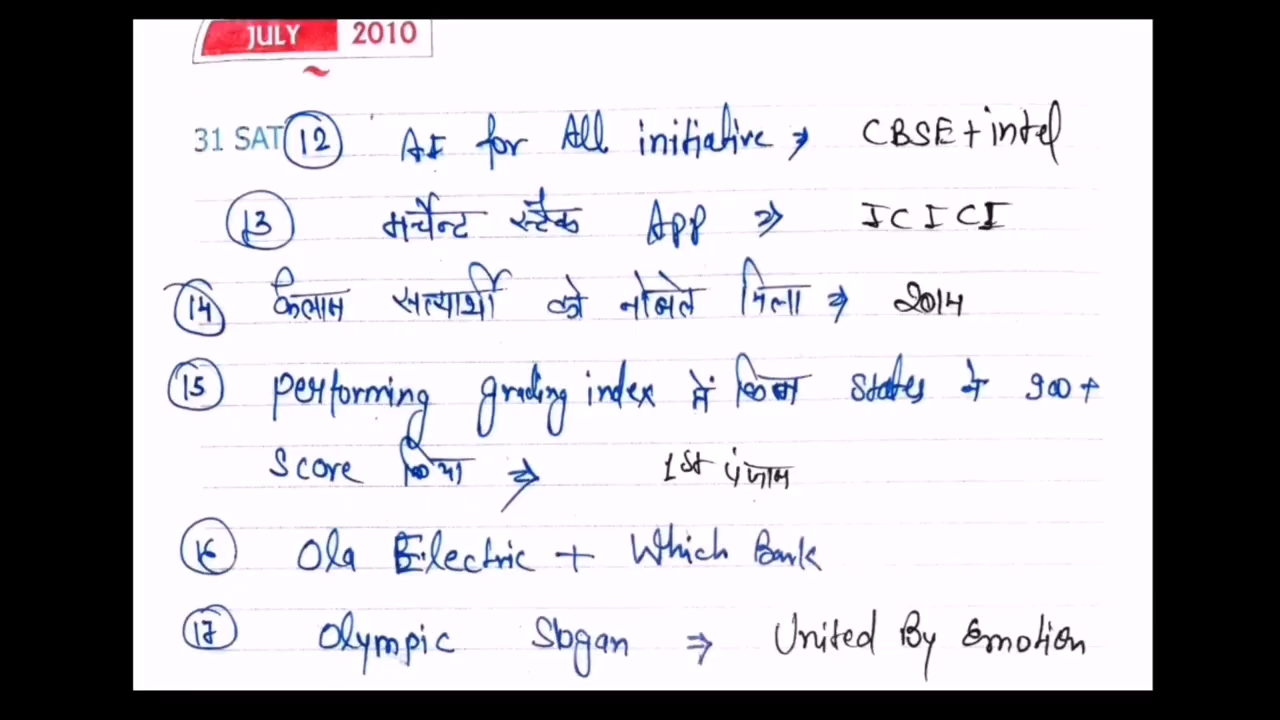 JULY 2010
31 SAT (12) AI for All initiative ⇒ CBSE + intel
(13) मर्चेन्ट स्टैक App ⇒ ICICI
(14) कैलाश सत्यार्थी को नोबेल मिला ⇒ 2014
(15) Performing grading index में किस States ने 900+
Score किया ⇒ 1st पंजाब
(16) Ola Electric + Which Bank
(17) Olympic Slogan ⇒ United By Emotion